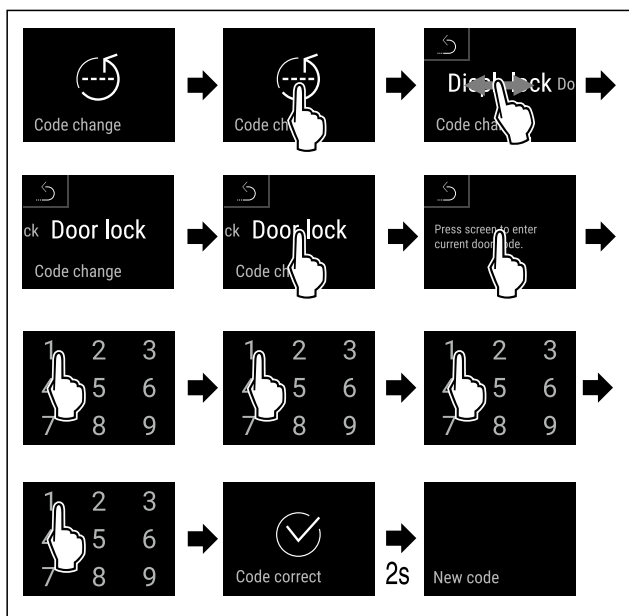 Code change
Code ch
Disp
ck Do
Code cha
ck Door lock
Code change
ck Door lock
Code ch
Press screen to enter
current door
1 2 3
5 6
7 8 9
1 2 3
5 6
7 8 9
1 2 3
5 6
7 8 9
1 2 3
5 6
7 8 9
Code correct
2s
New code